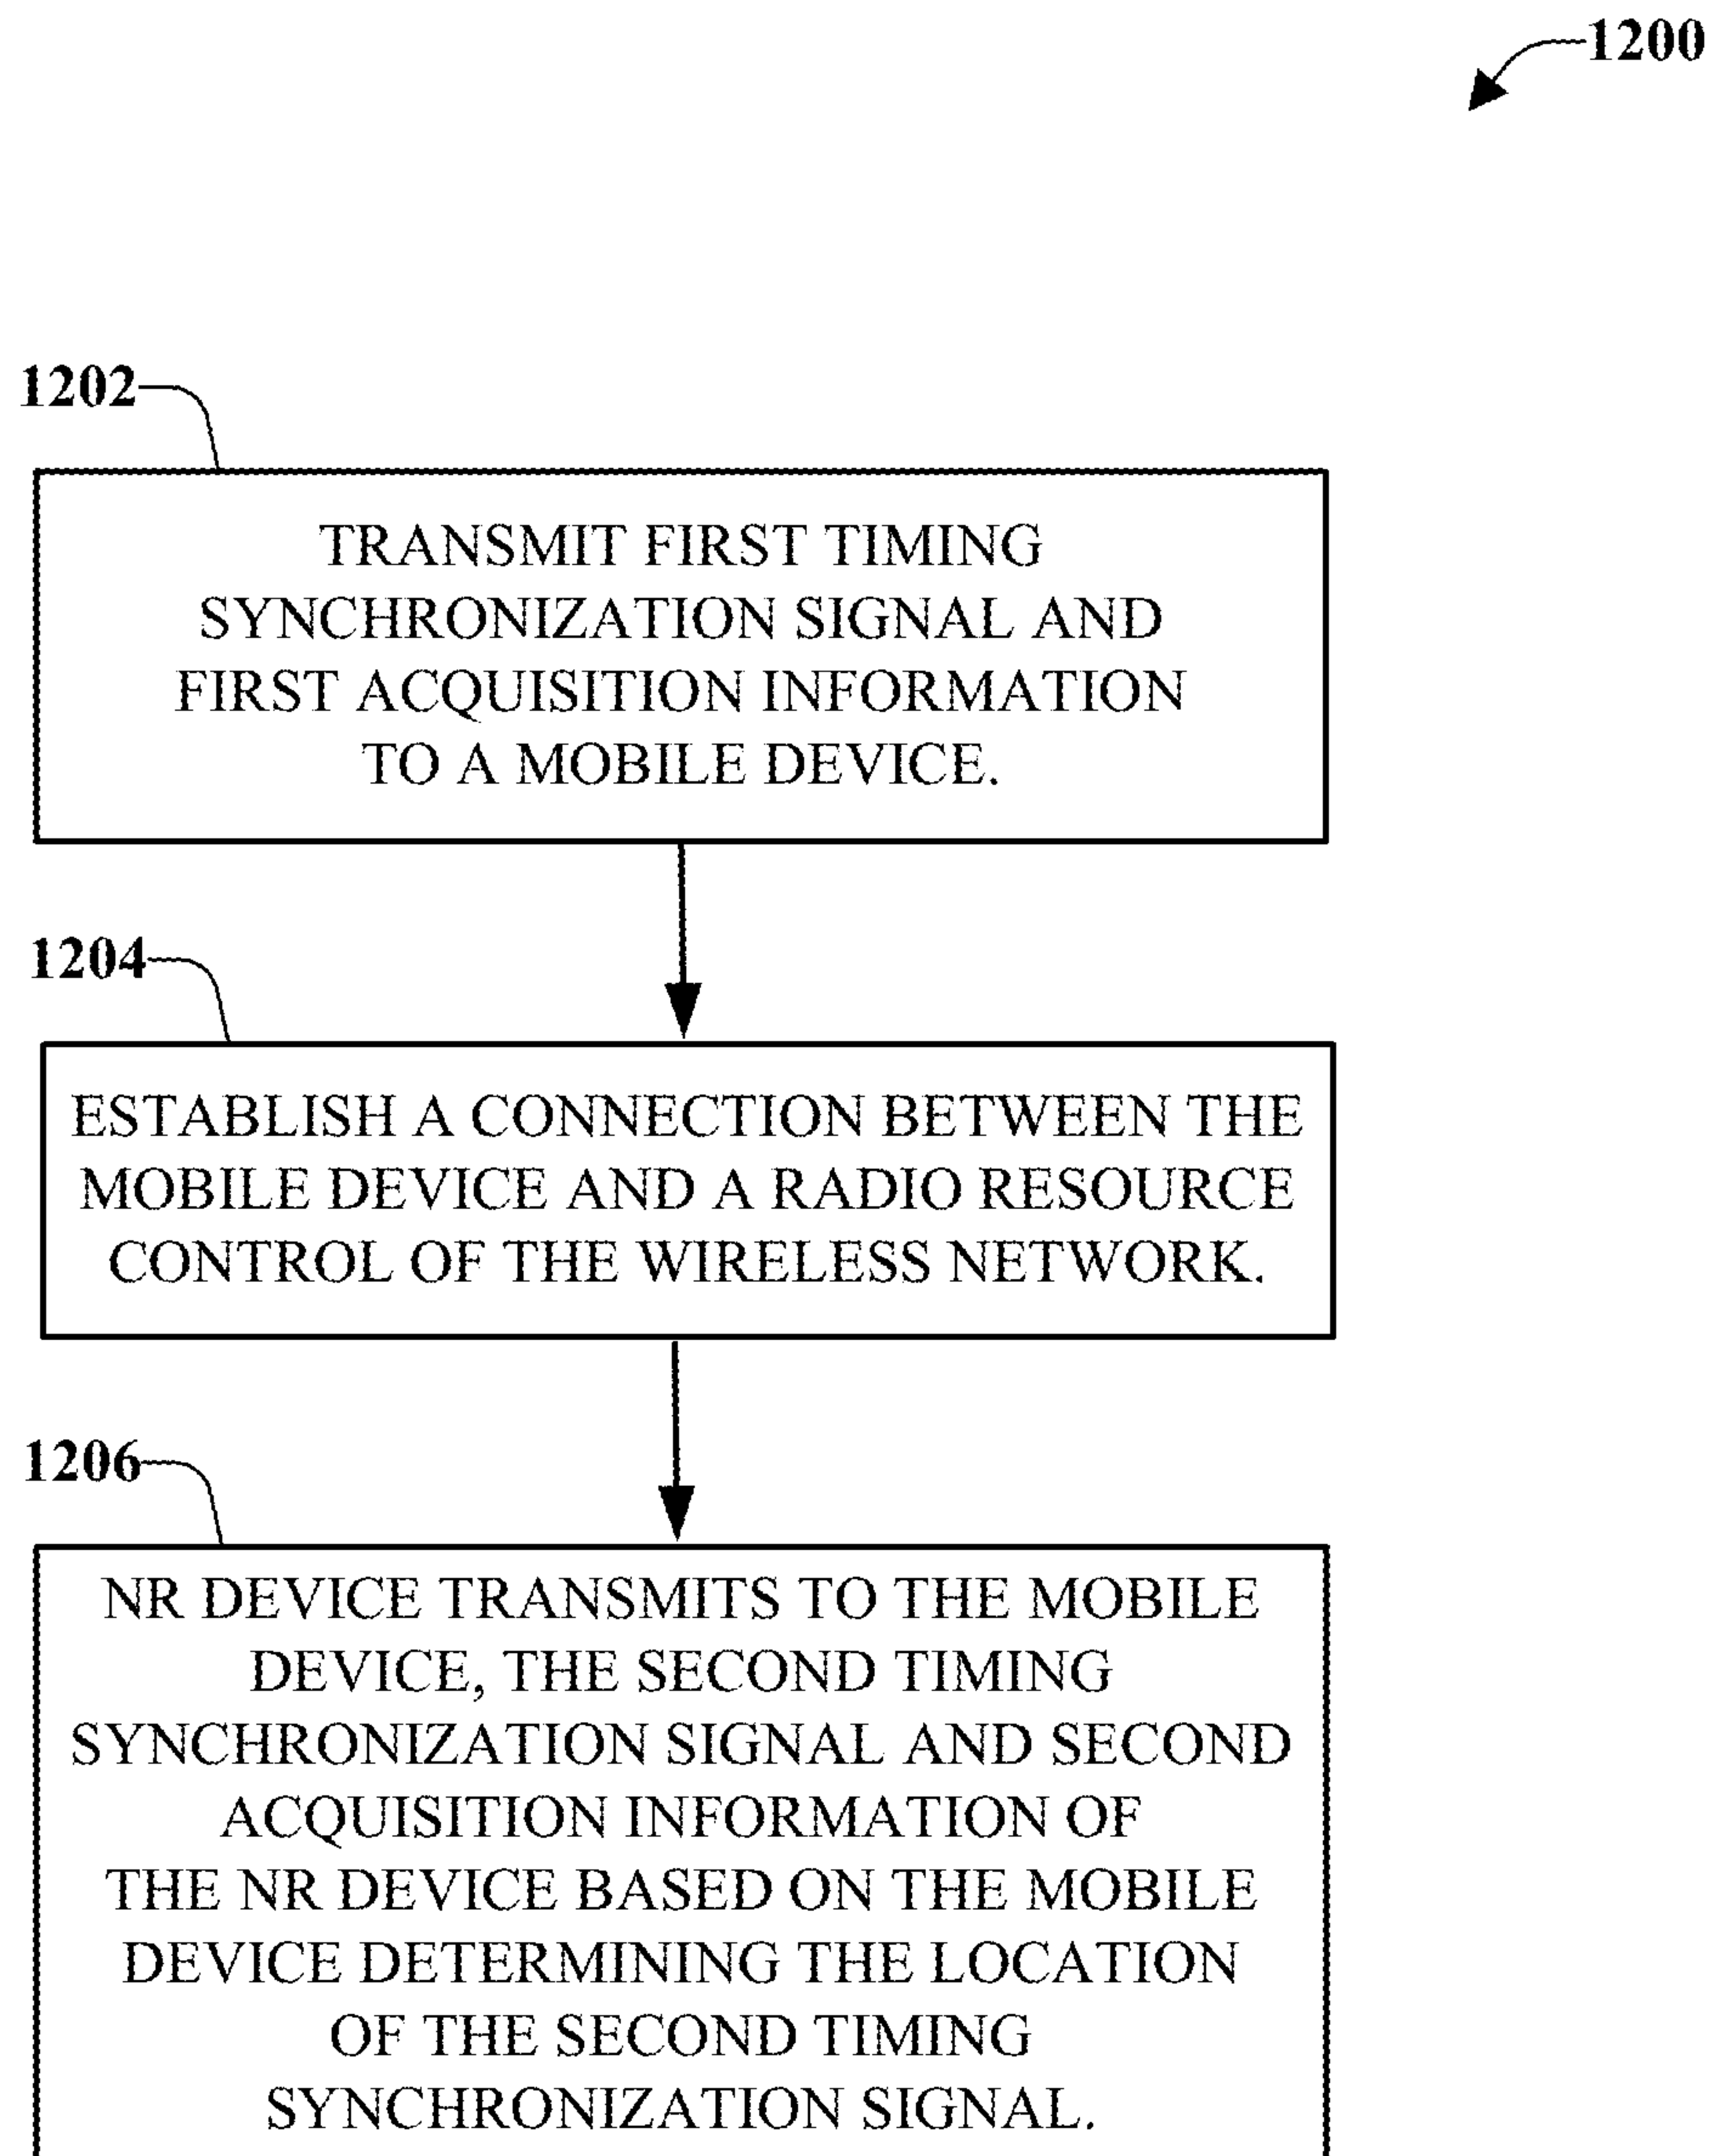 1200
1202
TRANSMIT FIRST TIMING
SYNCHRONIZATION SIGNAL AND
FIRST ACQUISITION INFORMATION
TO A MOBILE DEVICE.
1204
ESTABLISH A CONNECTION BETWEEN THE
MOBILE DEVICE AND A RADIO RESOURCE
CONTROL OF THE WIRELESS NETWORK.
1206
NR DEVICE TRANSMITS TO THE MOBILE
DEVICE, THE SECOND TIMING
SYNCHRONIZATION SIGNAL AND SECOND
ACQUISITION INFORMATION OF
THE NR DEVICE BASED ON THE MOBILE
DEVICE DETERMINING THE LOCATION
OF THE SECOND TIMING
SYNCHRONIZATION SIGNAL.